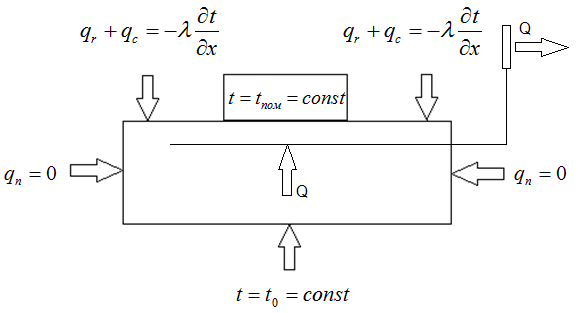 q_r + q_c = −λ ∂t/∂x
q_r + q_c = −λ ∂t/∂x
Q
t = t_пом = const
q_n = 0
q_n = 0
Q
t = t_0 = const